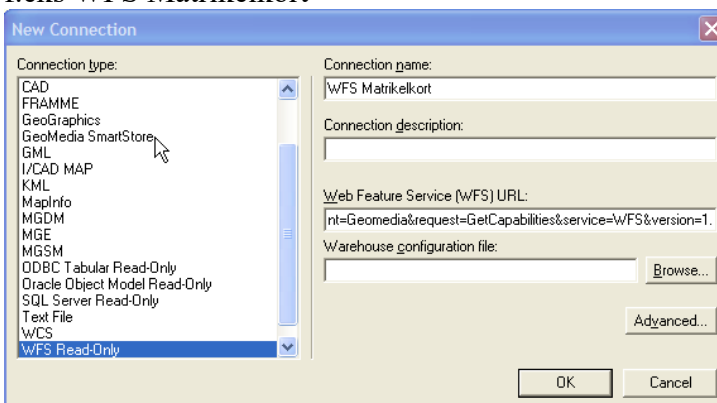 New Connection
Connection type:
CAD
FRAMME
GeoGraphics
GeoMedia SmartStore
GML
I/CAD MAP
KML
MapInfo
MGDM
MGE
MGSM
ODBC Tabular Read-Only
Oracle Object Model Read-Only
SQL Server Read-Only
Text File
WCS
WFS Read-Only
Connection name:
WFS Matrikelkort
Connection description:
Web Feature Service (WFS) URL:
nt=Geomedia&request=GetCapabilities&service=WFS&version=1.
Warehouse configuration file:
Browse...
Advanced...
OK
Cancel